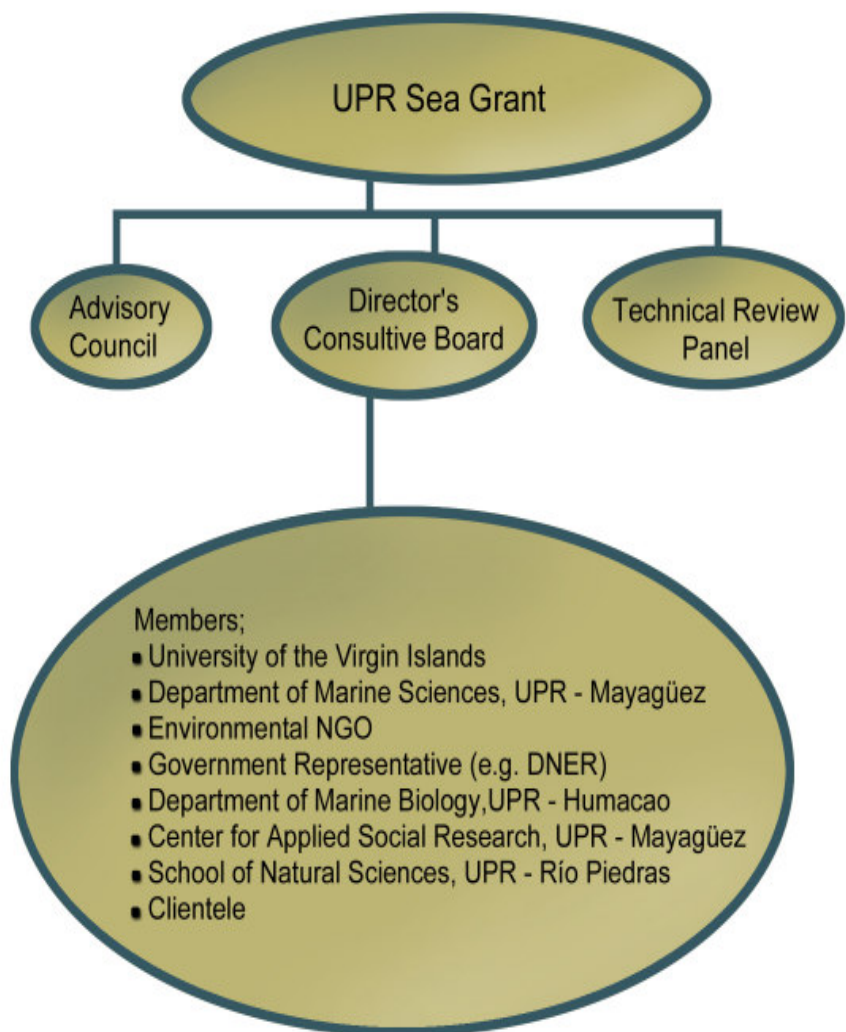 UPR Sea Grant
Advisory
Council
Director's
Consultive Board
Technical Review
Panel
Members;
▪ University of the Virgin Islands
▪ Department of Marine Sciences, UPR - Mayagüez
▪ Environmental NGO
▪ Government Representative (e.g. DNER)
▪ Department of Marine Biology,UPR - Humacao
▪ Center for Applied Social Research, UPR - Mayagüez
▪ School of Natural Sciences, UPR - Río Piedras
▪ Clientele